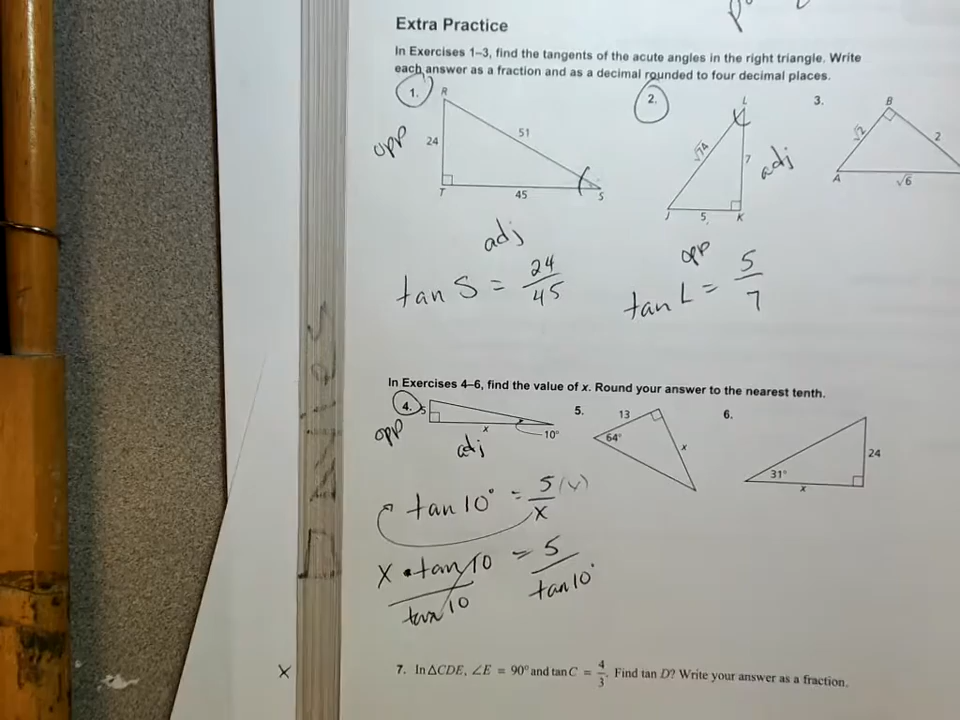 Extra Practice
In Exercises 1–3, find the tangents of the acute angles in the right triangle. Write
each answer as a fraction and as a decimal rounded to four decimal places.
1.
R
opp
24
51
T
45
S
adj
tan S = 24/45
2.
L
√74
7
adj
J
5
K
opp
tan L = 5/7
3.
B
√2
2
A
√6
In Exercises 4–6, find the value of x. Round your answer to the nearest tenth.
4.
5
x
10°
opp
adj
tan 10° = 5/x
x • tan 10 = 5
tan 10
tan 10°
5.
13
64°
x
6.
24
31°
x
x
7. In △CDE, ∠E = 90° and tan C = 4/3. Find tan D? Write your answer as a fraction.